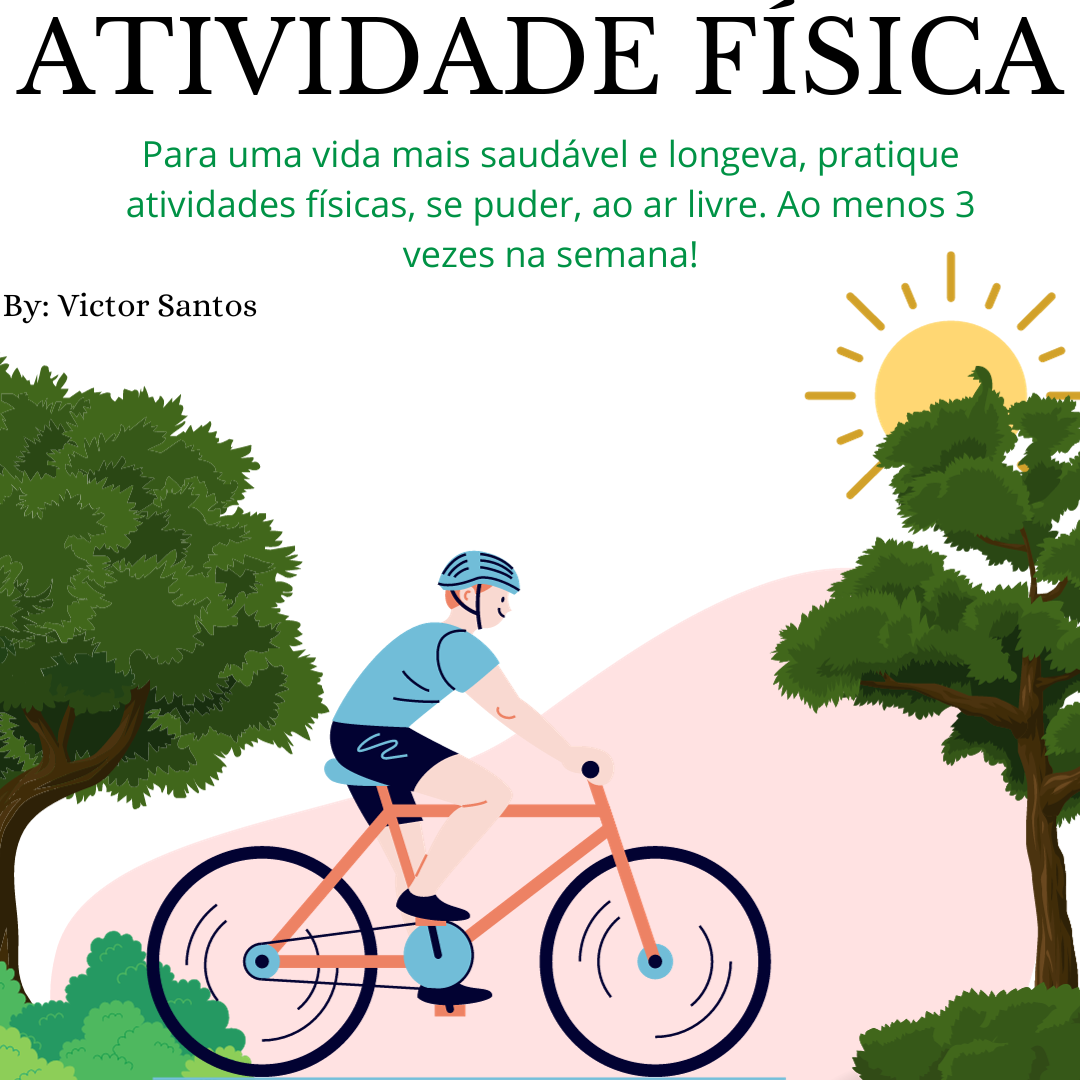 ATIVIDADE FÍSICA
Para uma vida mais saudável e longeva, pratique
atividades físicas, se puder, ao ar livre. Ao menos 3
vezes na semana!
By: Victor Santos